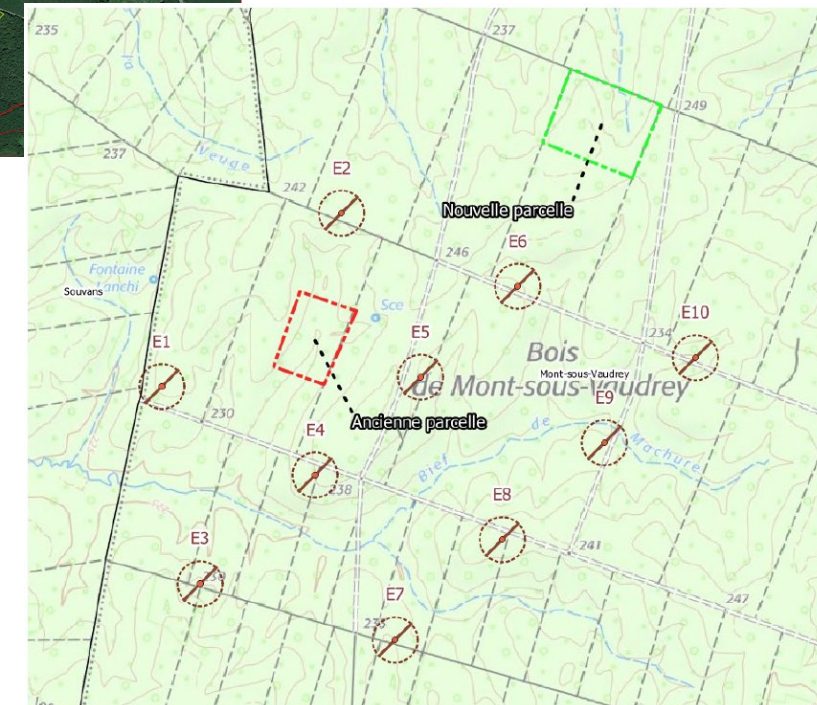 235
237
249
237
Veuge
242
E2
Nouvelle parcelle
246
E6
Fontaine
Lanchi
Souvans
Sce
E10
E1
E5
234
Bois
Mont-sous-Vaudrey
de Mont-sous-Vaudrey
E9
230
Ancienne parcelle
E4
de
Machure
Bief
238
E8
E3
241
E7
247